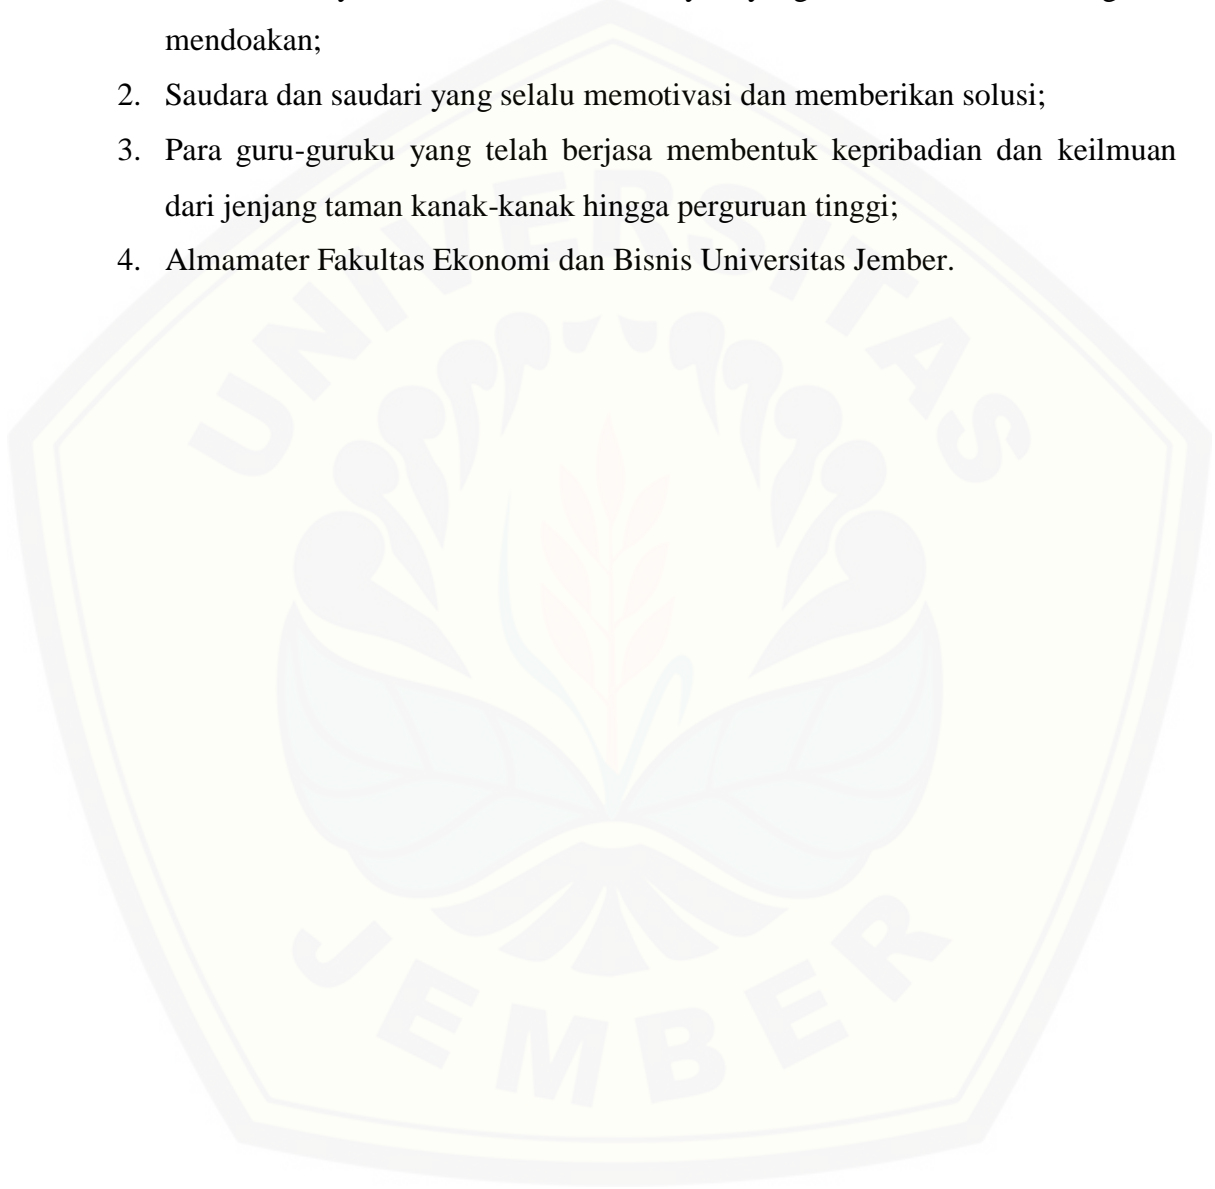 mendoakan;
2. Saudara dan saudari yang selalu memotivasi dan memberikan solusi;
3. Para guru-guruku yang telah berjasa membentuk kepribadian dan keilmuan
dari jenjang taman kanak-kanak hingga perguruan tinggi;
4. Almamater Fakultas Ekonomi dan Bisnis Universitas Jember.
UNIVERSITAS
JEMBER